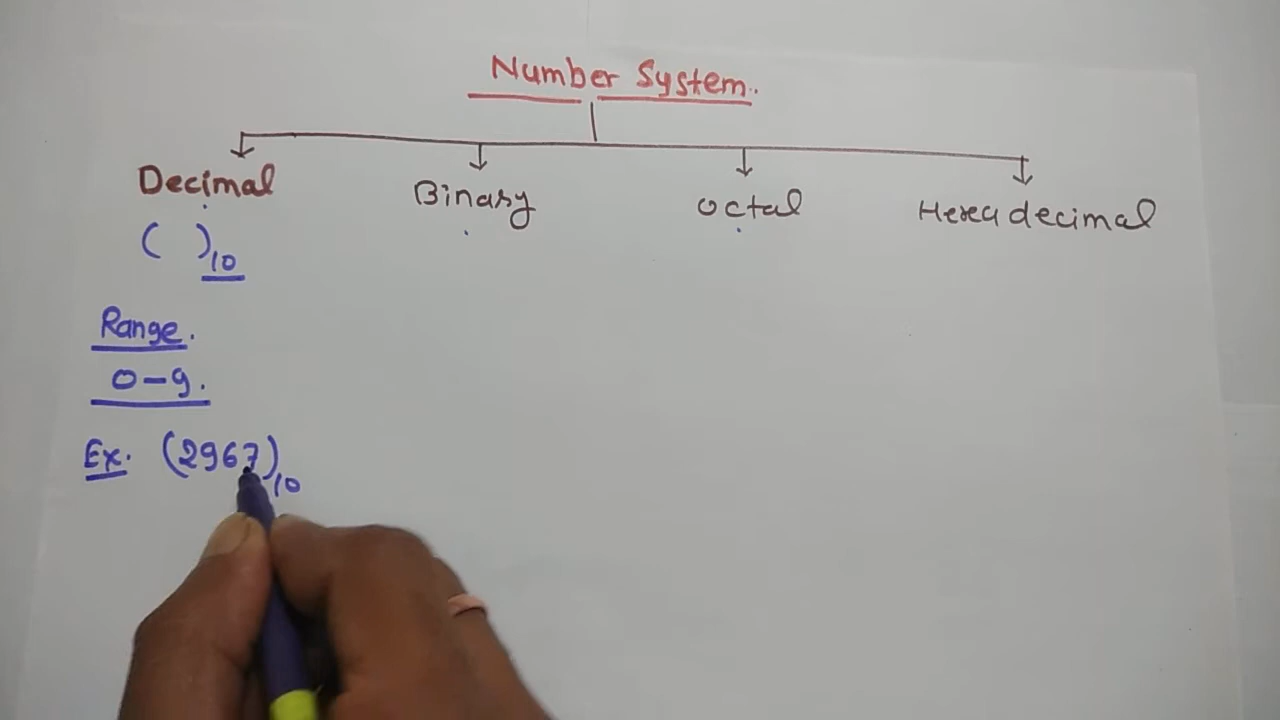 Number System.
Decimal Binary Octal Hexadecimal
( )10
Range.
0-9.
Ex. (2967)10